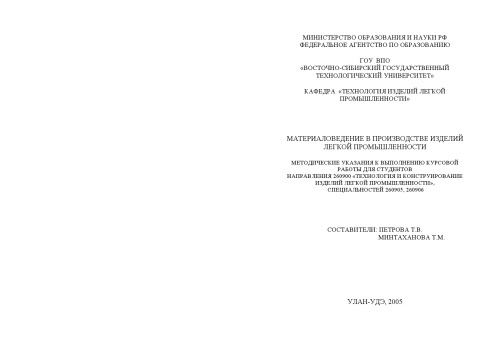 МИНИСТЕРСТВО ОБРАЗОВАНИЯ И НАУКИ РФ
ФЕДЕРАЛЬНОЕ АГЕНТСТВО ПО ОБРАЗОВАНИЮ
ГОУ ВПО
«ВОСТОЧНО-СИБИРСКИЙ ГОСУДАРСТВЕННЫЙ
ТЕХНОЛОГИЧЕСКИЙ УНИВЕРСИТЕТ»
КАФЕДРА «ТЕХНОЛОГИЯ ИЗДЕЛИЙ ЛЕГКОЙ
ПРОМЫШЛЕННОСТИ»
МАТЕРИАЛОВЕДЕНИЕ В ПРОИЗВОДСТВЕ ИЗДЕЛИЙ
ЛЕГКОЙ ПРОМЫШЛЕННОСТИ
МЕТОДИЧЕСКИЕ УКАЗАНИЯ К ВЫПОЛНЕНИЮ КУРСОВОЙ
РАБОТЫ ДЛЯ СТУДЕНТОВ
НАПРАВЛЕНИЯ 260900 «ТЕХНОЛОГИЯ И КОНСТРУИРОВАНИЕ
ИЗДЕЛИЙ ЛЕГКОЙ ПРОМЫШЛЕННОСТИ»,
СПЕЦИАЛЬНОСТЕЙ 260905, 260906
СОСТАВИТЕЛИ: ПЕТРОВА Т.В.
МИНТАХАНОВА Т.М.
УЛАН-УДЭ, 2005